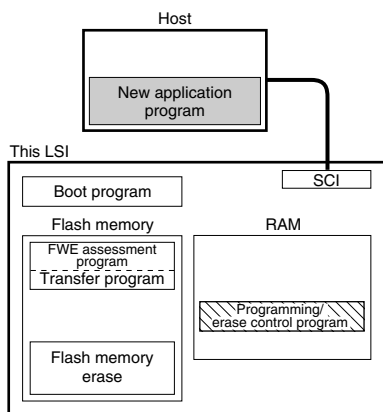 Host
New application
program
This LSI
SCI
Boot program
Flash memory
RAM
FWE assessment
program
Transfer program
Programming/
erase control program
Flash memory
erase